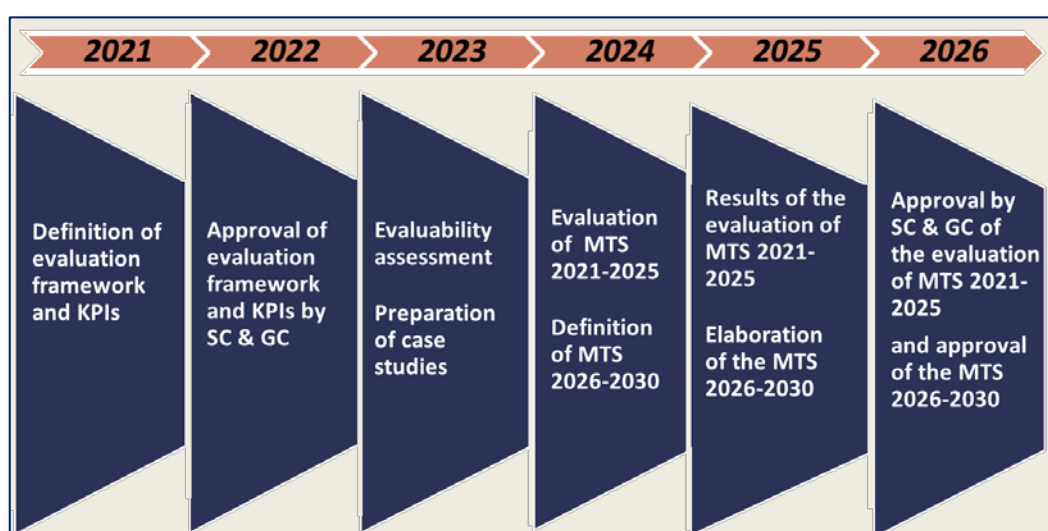 2021
2022
2023
2024
2025
2026
Definition of
evaluation
framework
and KPIs
Approval of
evaluation
framework
and KPIs by
SC & GC
Evaluability
assessment
Preparation
of case
studies
Evaluation
of MTS
2021-2025
Definition
of MTS
2026-2030
Results of the
evaluation of
MTS 2021-
2025
Elaboration
of the MTS
2026-2030
Approval by
SC & GC of
the evaluation
of MTS 2021-
2025
and approval
of the MTS
2026-2030